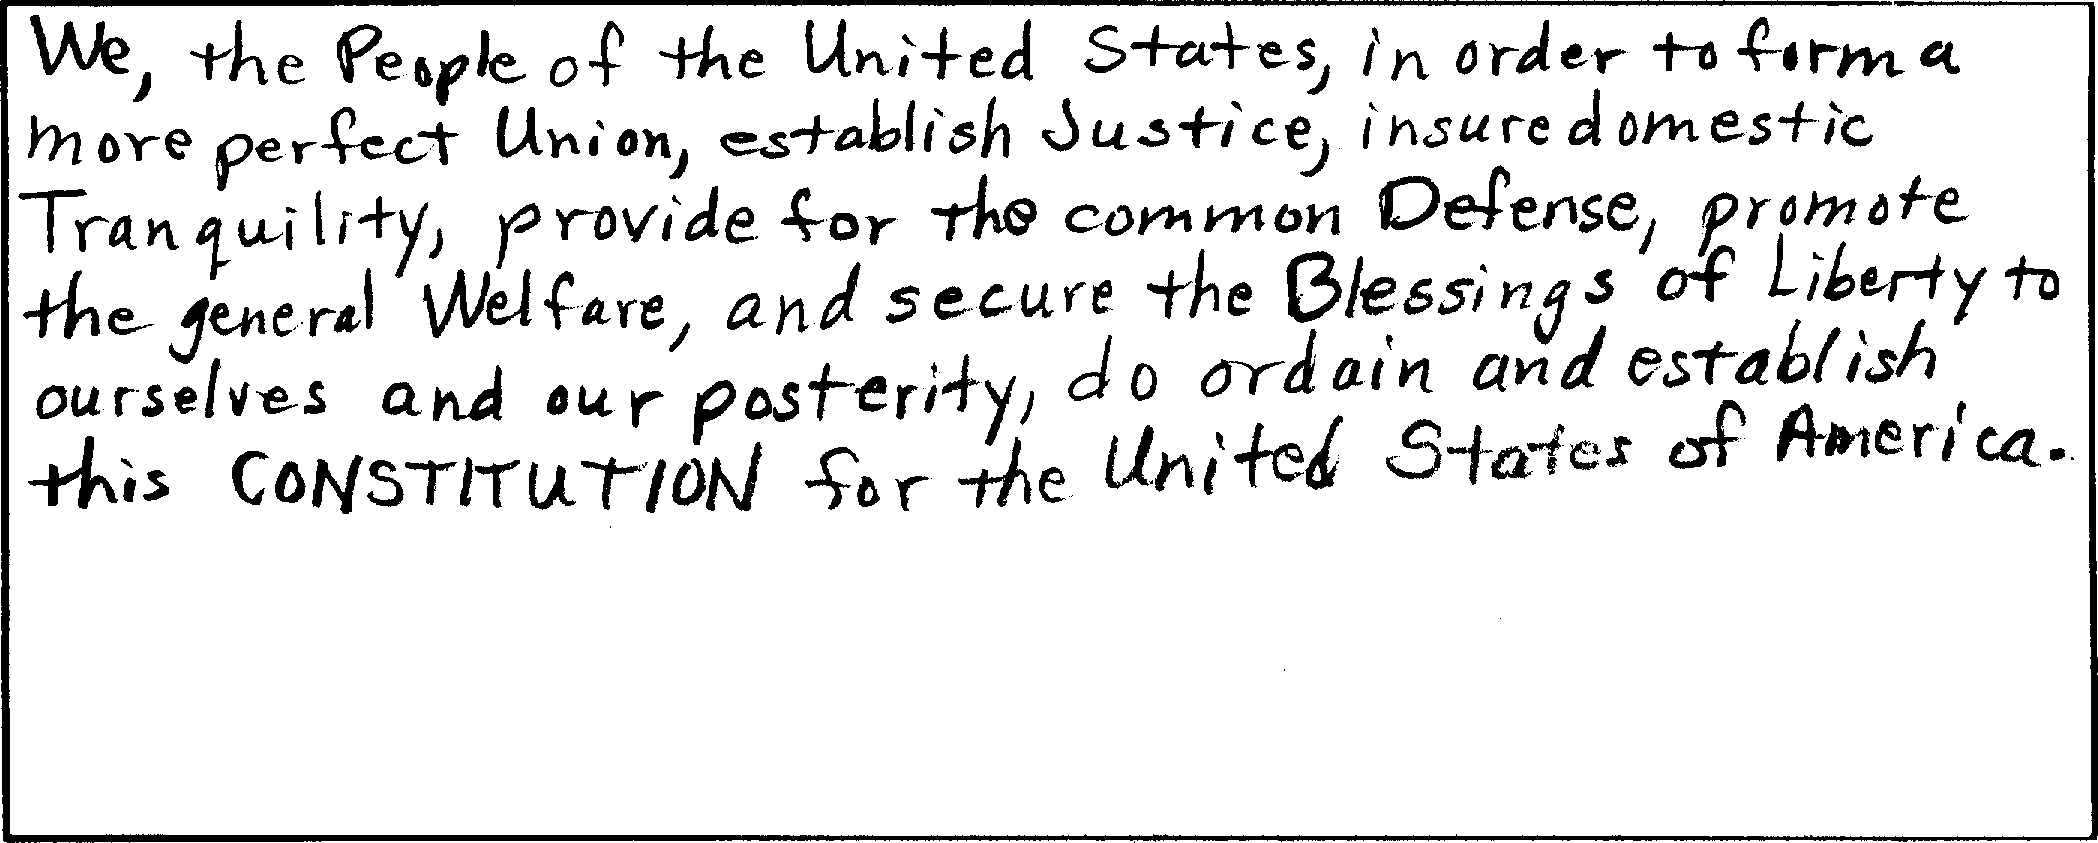 We, the People of the United States, in order to form a
more perfect Union, establish Justice, insure domestic
Tranquility, provide for the common Defense, promote
the general Welfare, and secure the Blessings of Liberty to
ourselves and our posterity, do ordain and establish
this CONSTITUTION for the United States of America.